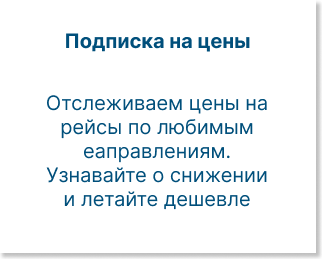 Подписка на цены
Отслеживаем цены на
рейсы по любимым
еаправлениям.
Узнавайте о снижении
и летайте дешевле